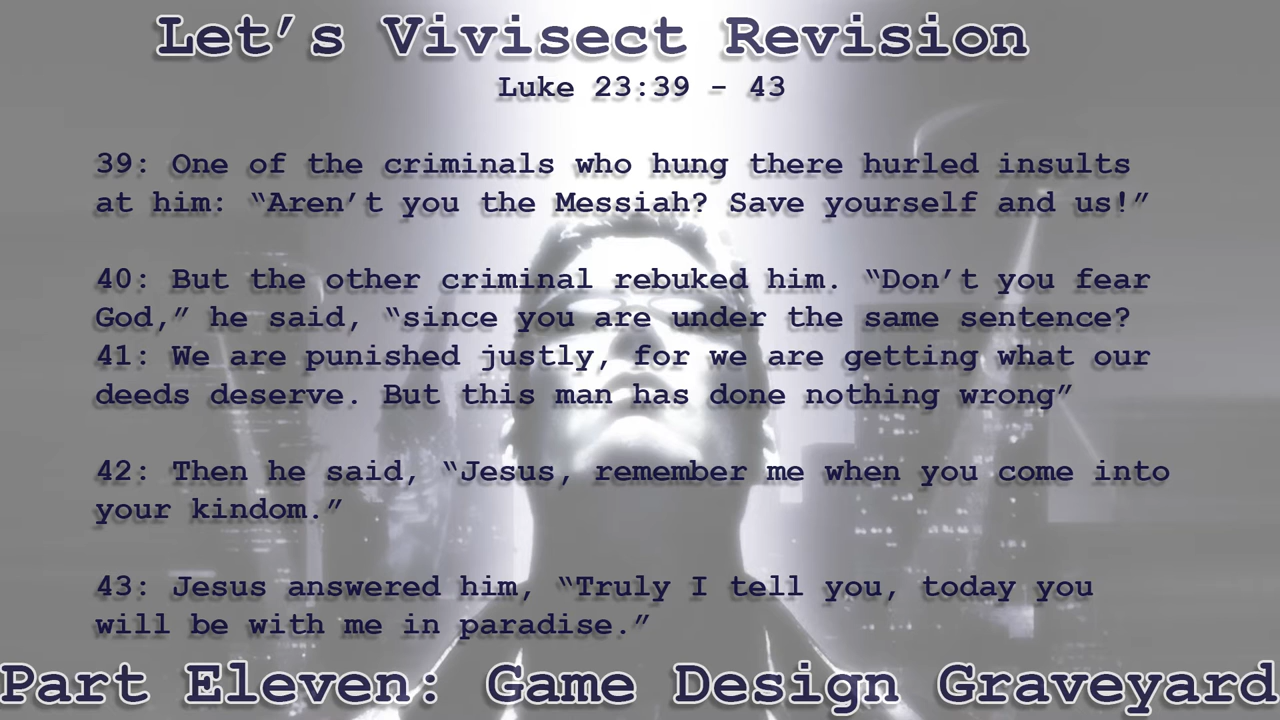 Let’s Vivisect Revision
Luke 23:39 - 43
39: One of the criminals who hung there hurled insults
at him: “Aren’t you the Messiah? Save yourself and us!”
40: But the other criminal rebuked him. “Don’t you fear
God,” he said, “since you are under the same sentence?
41: We are punished justly, for we are getting what our
deeds deserve. But this man has done nothing wrong”
42: Then he said, “Jesus, remember me when you come into
your kindom.”
43: Jesus answered him, “Truly I tell you, today you
will be with me in paradise.”
Part Eleven: Game Design Graveyard